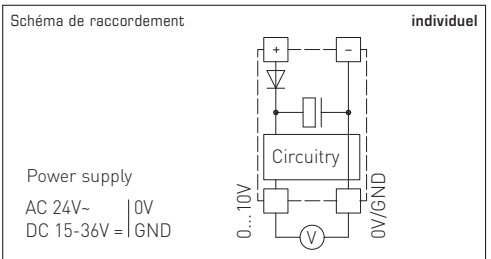 Schéma de raccordement
individuel
+ −
Circuitry
Power supply
AC 24V~ | 0V
DC 15-36V = | GND
0...10V
0V/GND
V